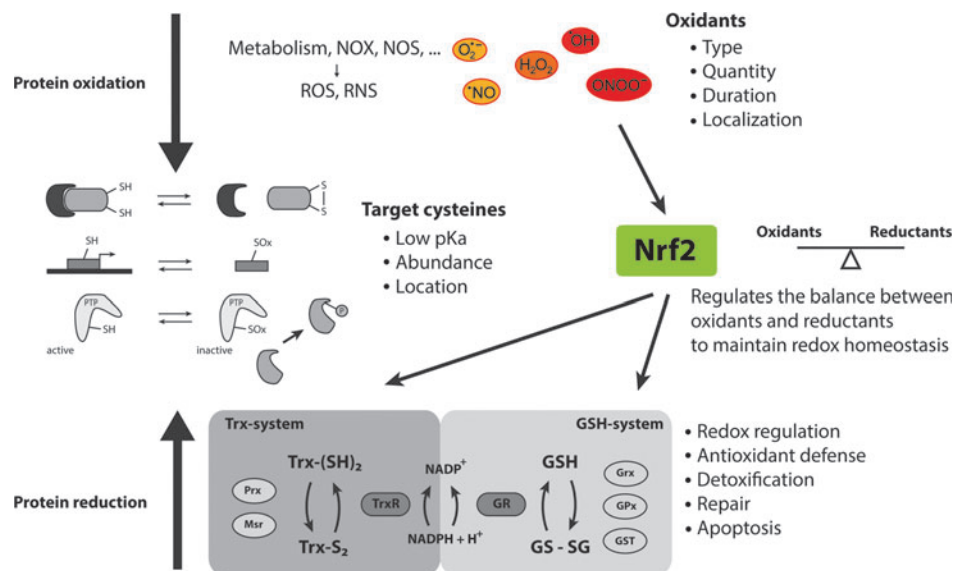 Protein oxidation
Metabolism, NOX, NOS, ...
ROS, RNS
O₂•⁻
•NO
H₂O₂
•OH
ONOO⁻
Oxidants
• Type
• Quantity
• Duration
• Localization
SH
SH
S
S
SH
SOx
PTP
SH
active
PTP
SOx
inactive
P
Target cysteines
• Low pKa
• Abundance
• Location
Nrf2
Oxidants
Reductants
Regulates the balance between
oxidants and reductants
to maintain redox homeostasis
Protein reduction
Trx-system
Prx
Msr
Trx-(SH)₂
Trx-S₂
TrxR
NADP⁺
NADPH + H⁺
GR
GSH-system
GSH
GS - SG
Grx
GPx
GST
• Redox regulation
• Antioxidant defense
• Detoxification
• Repair
• Apoptosis